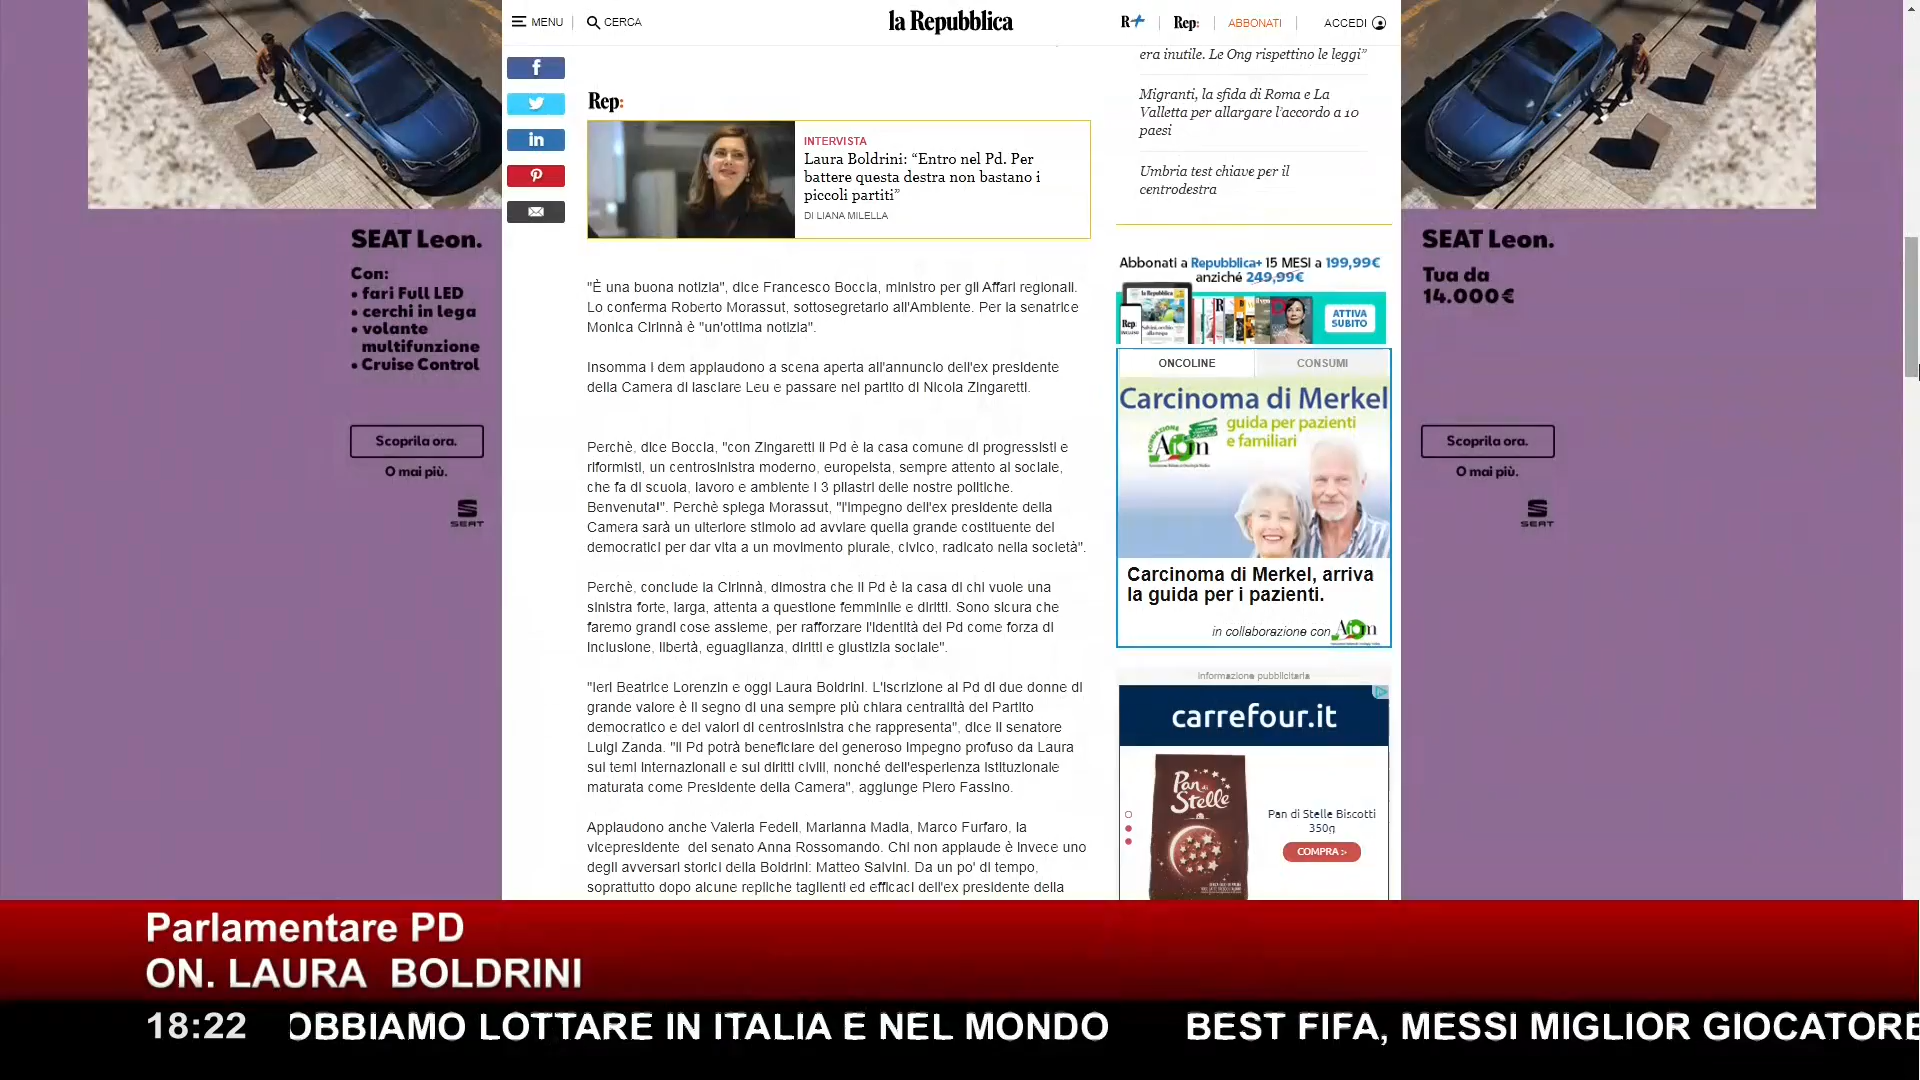 MENU
CERCA
la Repubblica
R+
Rep:
ABBONATI
ACCEDI
SEAT Leon.
Con:
• fari Full LED
• cerchi in lega
• volante
multifunzione
• Cruise Control
Scoprila ora.
O mai più.
SEAT
Rep:
INTERVISTA
Laura Boldrini: “Entro nel Pd. Per
battere questa destra non bastano i
piccoli partiti”
DI LIANA MILELLA
"È una buona notizia", dice Francesco Boccia, ministro per gli Affari regionali.
Lo conferma Roberto Morassut, sottosegretario all'Ambiente. Per la senatrice
Monica Cirinnà è "un'ottima notizia".
Insomma i dem applaudono a scena aperta all'annuncio dell'ex presidente
della Camera di lasciare Leu e passare nel partito di Nicola Zingaretti.
Perchè, dice Boccia, "con Zingaretti il Pd è la casa comune di progressisti e
riformisti, un centrosinistra moderno, europeista, sempre attento al sociale,
che fa di scuola, lavoro e ambiente i 3 pilastri delle nostre politiche.
Benvenuta!". Perchè spiega Morassut, "l'impegno dell'ex presidente della
Camera sarà un ulteriore stimolo ad avviare quella grande costituente dei
democratici per dar vita a un movimento plurale, civico, radicato nella società".
Perchè, conclude la Cirinnà, dimostra che il Pd è la casa di chi vuole una
sinistra forte, larga, attenta a questione femminile e diritti. Sono sicura che
faremo grandi cose assieme, per rafforzare l'identità del Pd come forza di
inclusione, libertà, eguaglianza, diritti e giustizia sociale".
"Ieri Beatrice Lorenzin e oggi Laura Boldrini. L'iscrizione al Pd di due donne di
grande valore è il segno di una sempre più chiara centralità del Partito
democratico e dei valori di centrosinistra che rappresenta", dice il senatore
Luigi Zanda. "Il Pd potrà beneficiare del generoso impegno profuso da Laura
sui temi internazionali e sui diritti civili, nonché dell'esperienza istituzionale
maturata come Presidente della Camera", aggiunge Piero Fassino.
Applaudono anche Valeria Fedeli, Marianna Madia, Marco Furfaro, la
vicepresidente  del senato Anna Rossomando. Chi non applaude è invece uno
degli avversari storici della Boldrini: Matteo Salvini. Da un po' di tempo,
soprattutto dopo alcune repliche taglienti ed efficaci dell'ex presidente della
era inutile. Le Ong rispettino le leggi”
Migranti, la sfida di Roma e La
Valletta per allargare l'accordo a 10
paesi
Umbria test chiave per il
centrodestra
Abbonati a Repubblica+ 15 MESI a 199,99€
anziché 249,99€
Rep:
la Repubblica
ATTIVA
SUBITO
ONCOLINE
CONSUMI
Carcinoma di Merkel
guida per pazienti
e familiari
Carcinoma di Merkel, arriva
la guida per i pazienti.
in collaborazione con
informazione pubblicitaria
carrefour.it
Pan di
Stelle
Pan di Stelle Biscotti
350g
COMPRA >
SEAT Leon.
Tua da
14.000€
Scoprila ora.
O mai più.
SEAT
Parlamentare PD
ON. LAURA  BOLDRINI
18:22
OBBIAMO LOTTARE IN ITALIA E NEL MONDO
BEST FIFA, MESSI MIGLIOR GIOCATORE